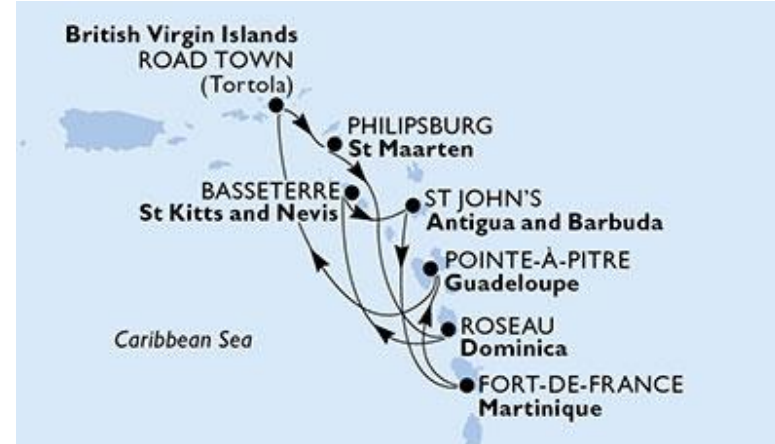 British Virgin Islands
ROAD TOWN
(Tortola)
PHILIPSBURG
St Maarten
BASSETERRE
St Kitts and Nevis
ST JOHN'S
Antigua and Barbuda
POINTE-À-PITRE
Guadeloupe
ROSEAU
Dominica
Caribbean Sea
FORT-DE-FRANCE
Martinique